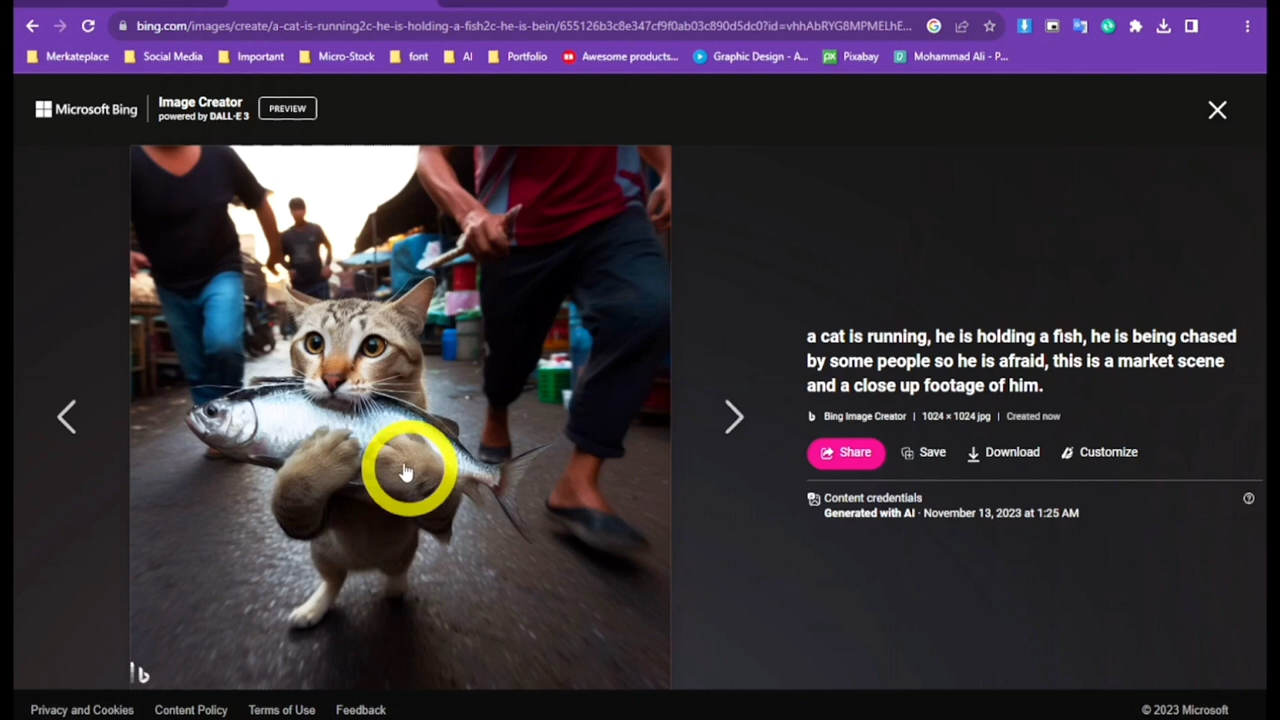 bing.com/images/create/a-cat-is-running2c-he-is-holding-a-fish2c-he-is-bein/655126b3c8e347cf9f0ab03c890d5dc0?id=vhhAbRYG8MPMELhE...
Merkateplace Social Media Important Micro-Stock font AI Portfolio Awesome products... Graphic Design - A... px Pixabay Mohammad Ali - P...
Microsoft Bing Image Creator PREVIEW
powered by DALL-E 3
a cat is running, he is holding a fish, he is being chased
by some people so he is afraid, this is a market scene
and a close up footage of him.
Bing Image Creator | 1024 × 1024 jpg | Created now
Share Save Download Customize
Content credentials
Generated with AI · November 13, 2023 at 1:25 AM
Privacy and Cookies Content Policy Terms of Use Feedback © 2023 Microsoft